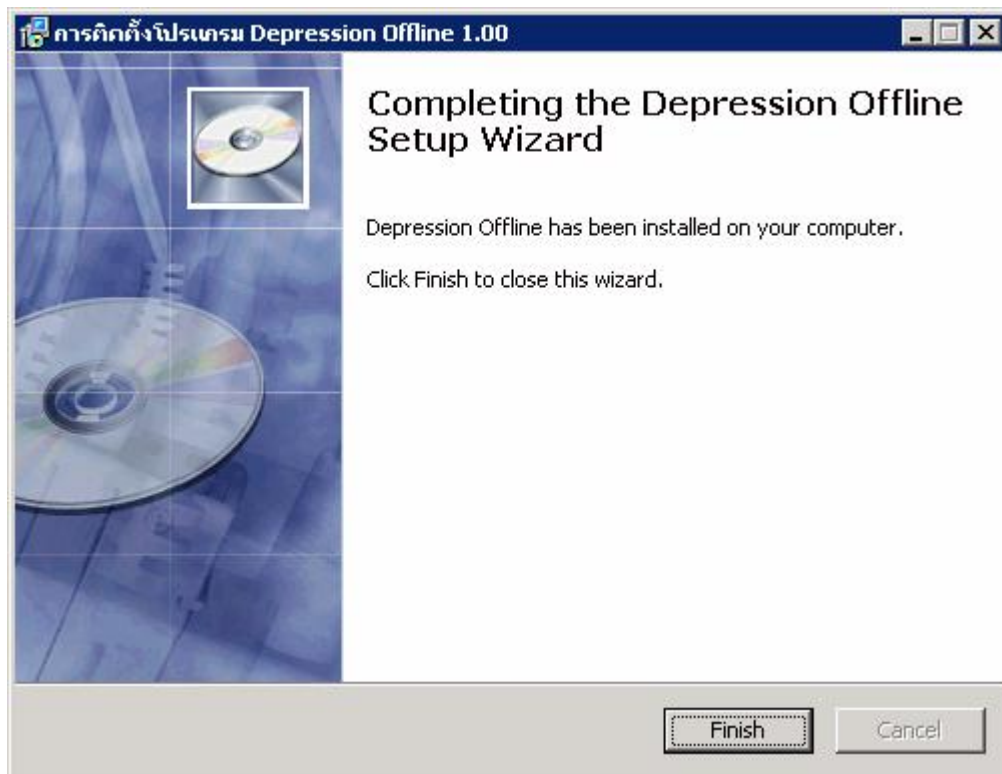 การติดตั้งโปรแกรม Depression Offline 1.00
Completing the Depression Offline
Setup Wizard
Depression Offline has been installed on your computer.
Click Finish to close this wizard.
Finish
Cancel